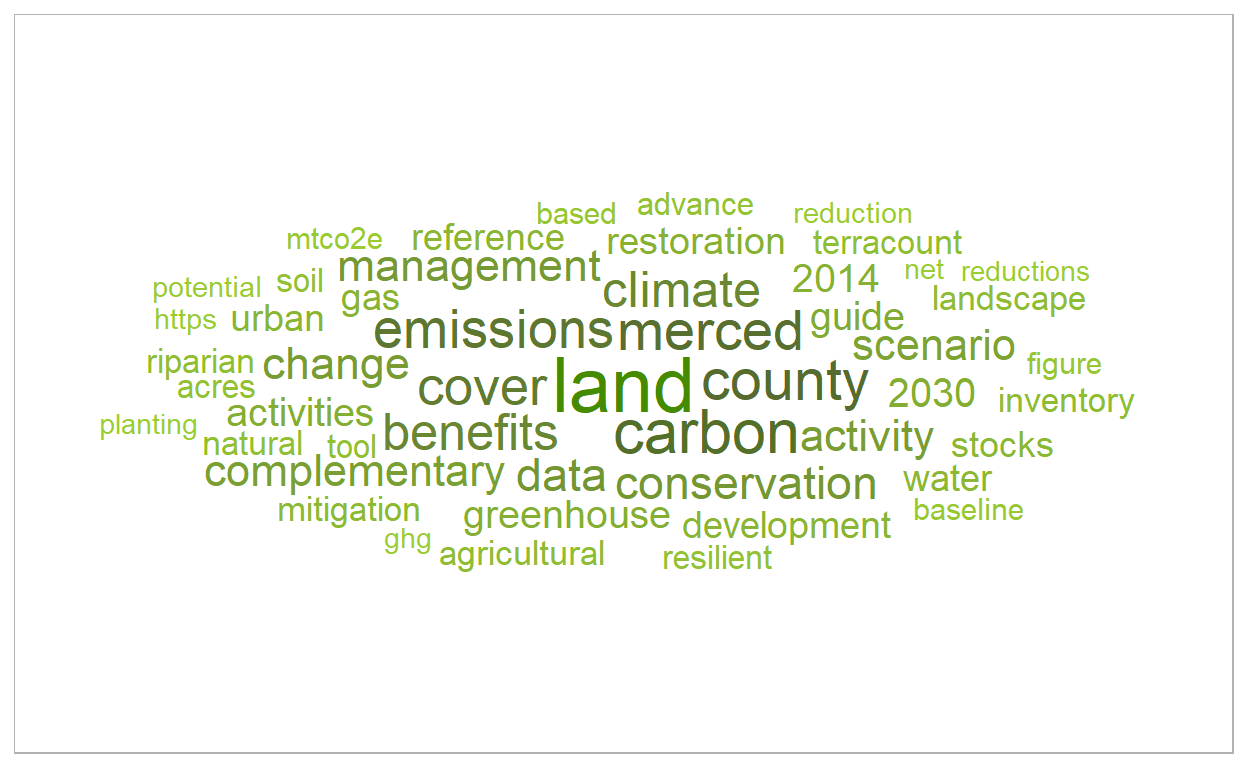 based advance reduction
mtco2e reference restoration terracount
management climate 2014 net reductions
potential soil gas landscape
https urban emissions merced guide
riparian change scenario figure
acres cover land county 2030 inventory
planting activities benefits carbon activity stocks
natural tool
complementary data conservation water
mitigation greenhouse development baseline
ghg agricultural resilient